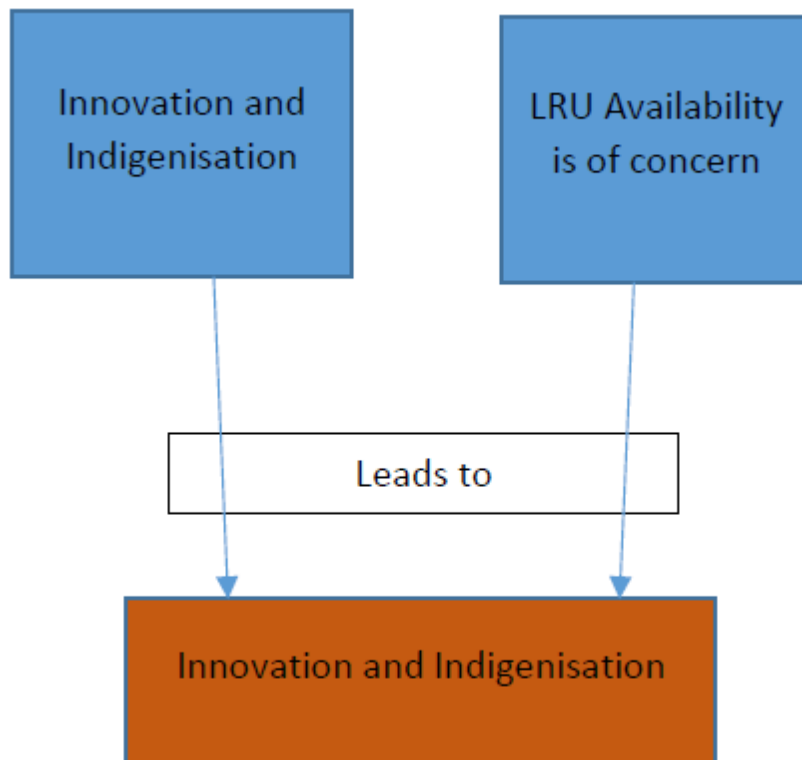 Innovation and
Indigenisation
LRU Availability
is of concern
Leads to
Innovation and Indigenisation